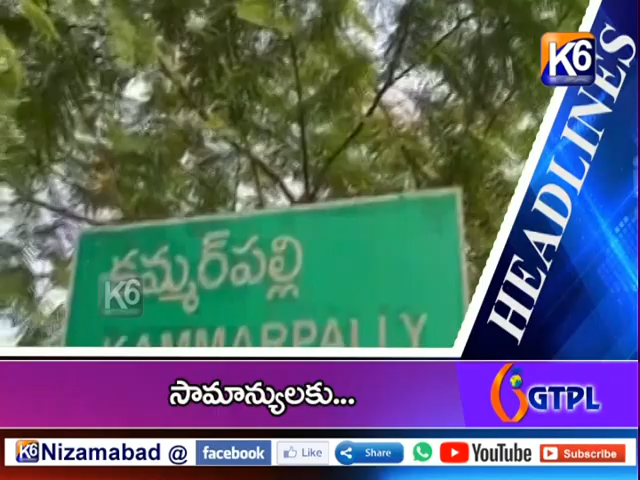 K6
HEADLINES
కమ్మర్‌పల్లి
K6
KAMMARPALLY
సామాన్యులకు...
GTPL
K6 Nizamabad @ facebook Like Share YouTube Subscribe